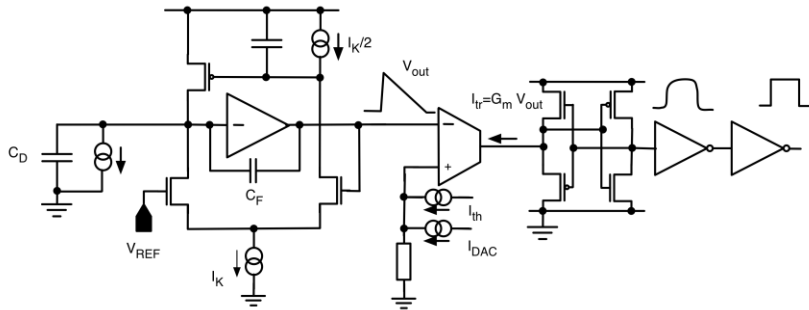 I_K/2
V_out
I_tr=G_m V_out
−
−
+
C_D
C_F
V_REF
I_th
I_DAC
I_K